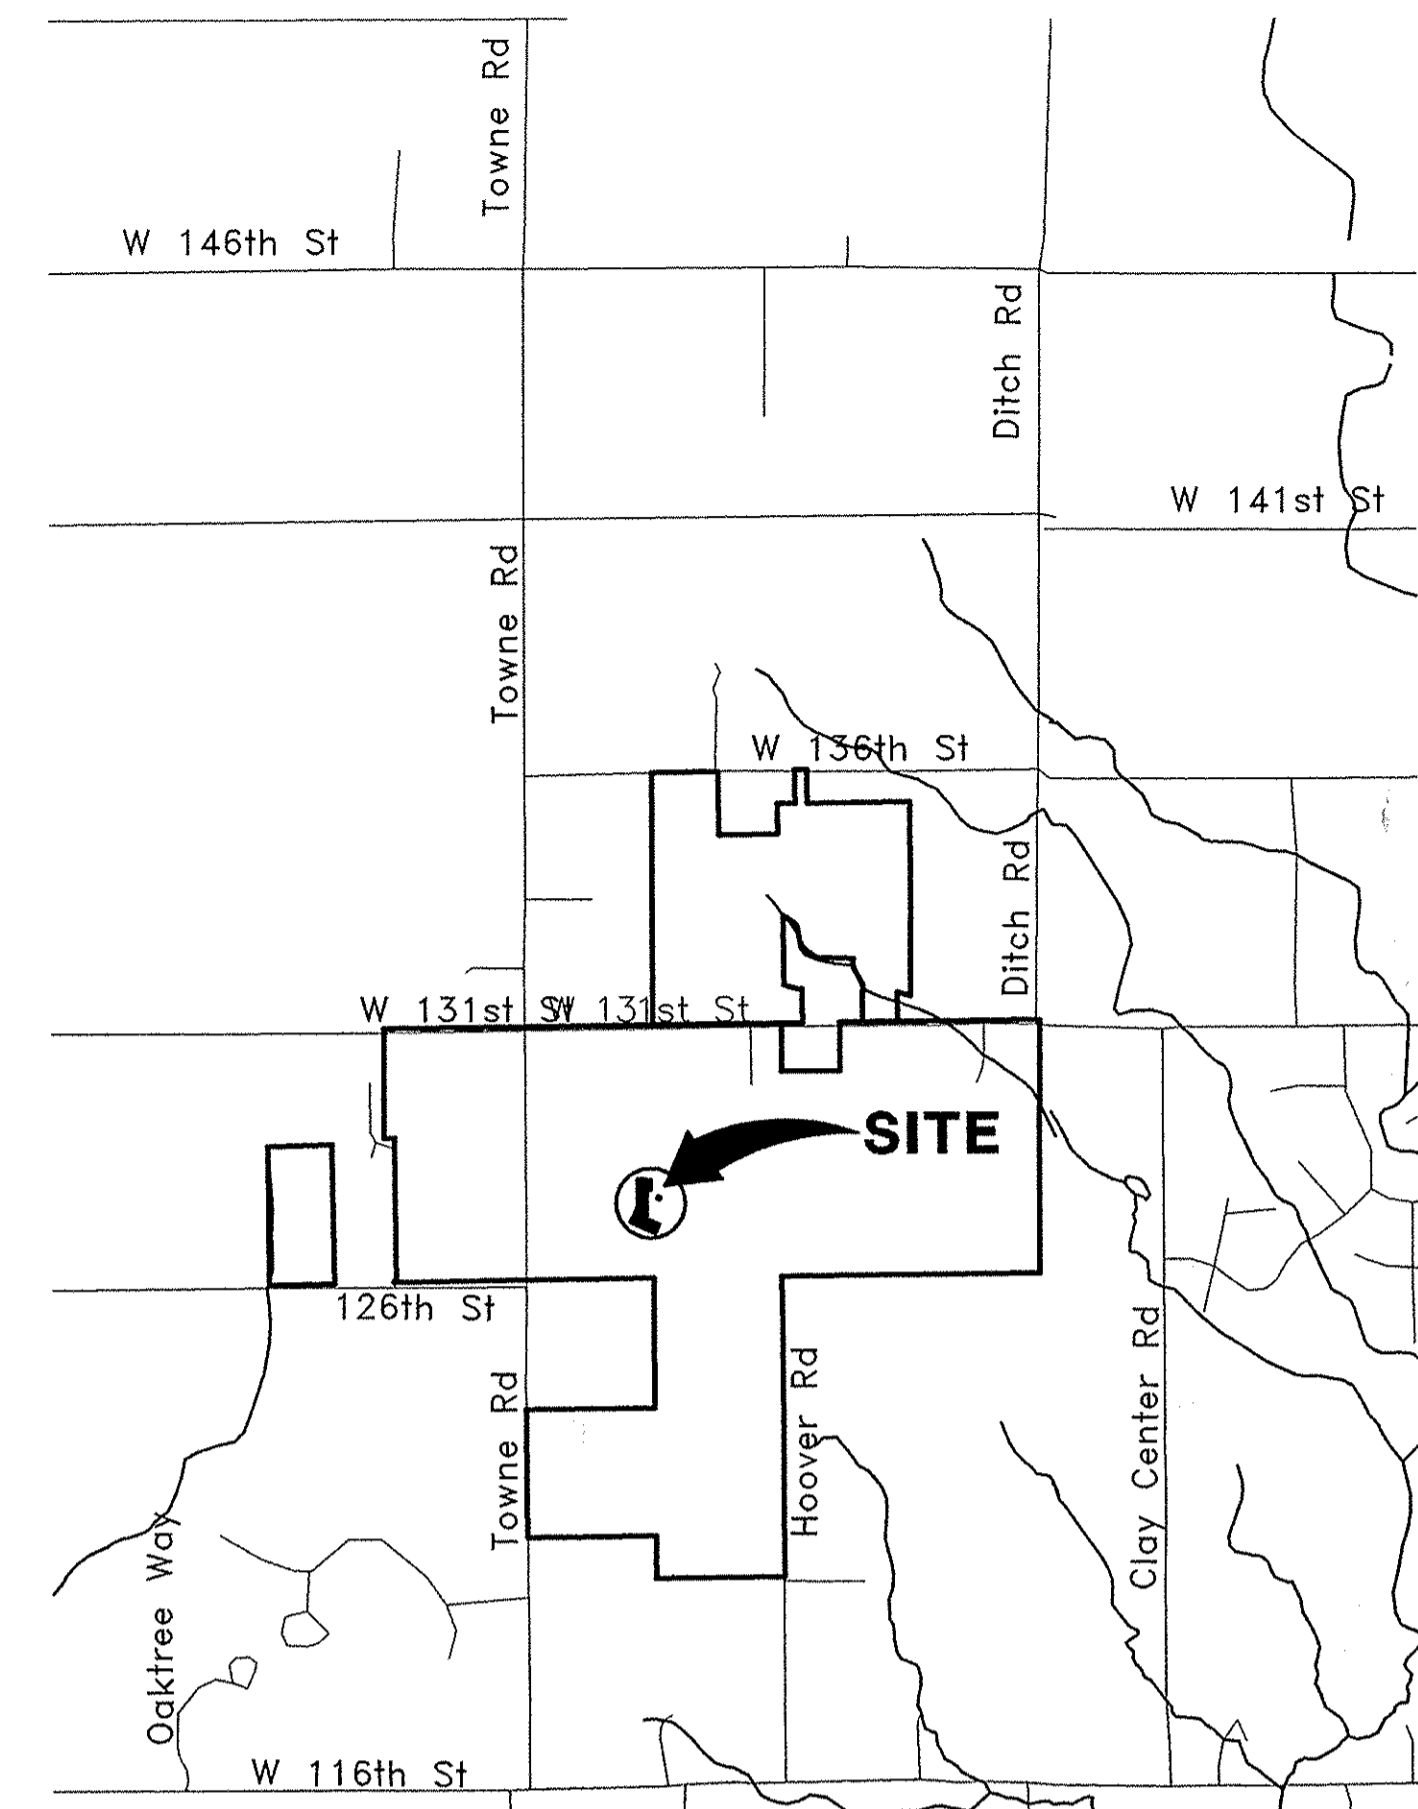 Towne Rd
W 146th St
Ditch Rd
W 141st St
Towne Rd
W 136th St
Ditch Rd
W 131st St
W 131st St
SITE
126th St
Towne Rd
Hoover Rd
Clay Center Rd
Oaktree Way
W 116th St